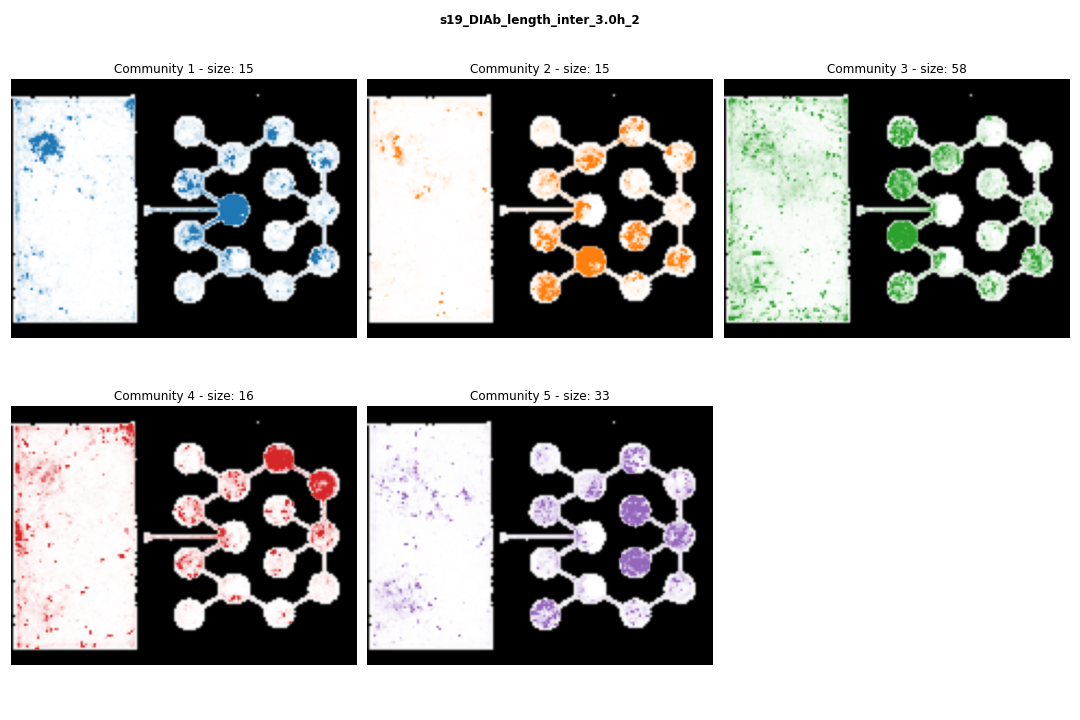 s19_DIAb_length_inter_3.0h_2
Community 1 - size: 15
Community 2 - size: 15
Community 3 - size: 58
Community 4 - size: 16
Community 5 - size: 33